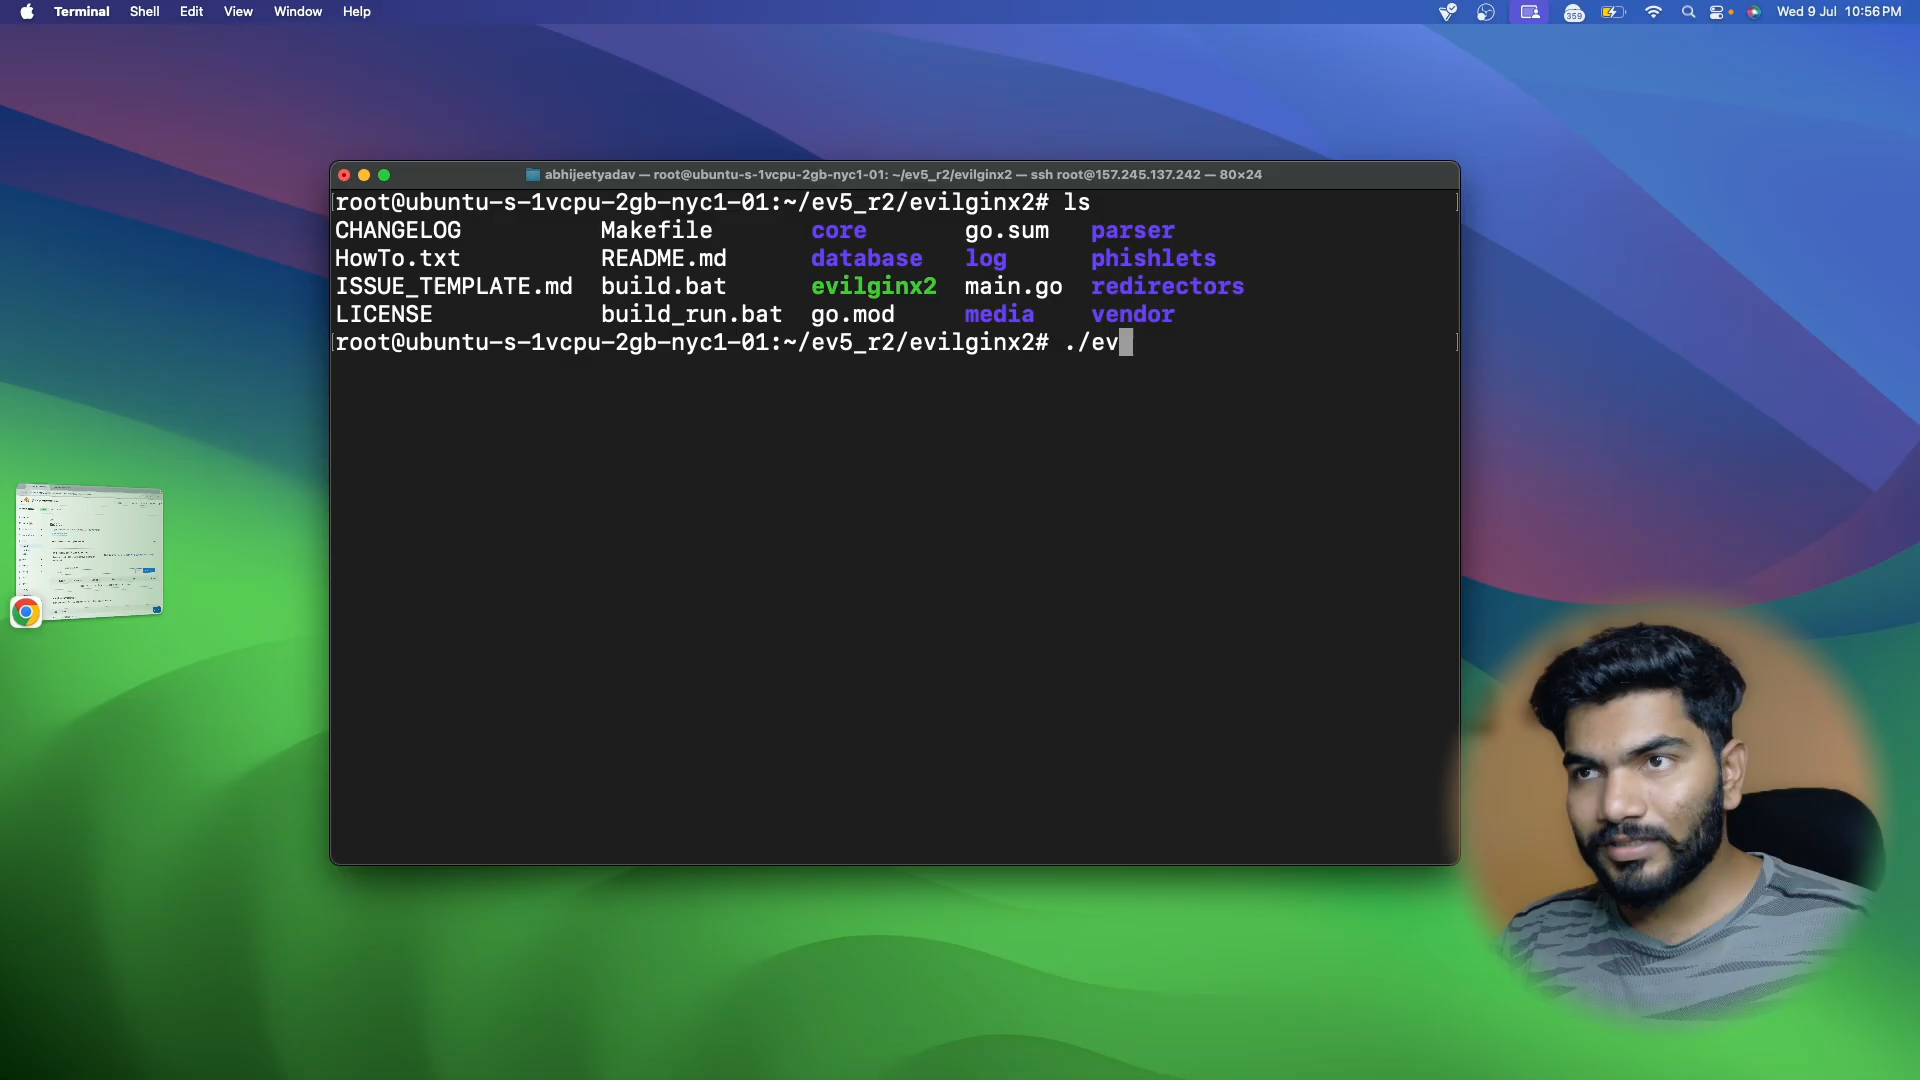 Terminal Shell Edit View Window Help 359 Wed 9 Jul 10:56 PM
abhijeetyadav — root@ubuntu-s-1vcpu-2gb-nyc1-01: ~/ev5_r2/evilginx2 — ssh root@157.245.137.242 — 80×24
root@ubuntu-s-1vcpu-2gb-nyc1-01:~/ev5_r2/evilginx2# ls
CHANGELOG Makefile core go.sum parser
HowTo.txt README.md database log phishlets
ISSUE_TEMPLATE.md build.bat evilginx2 main.go redirectors
LICENSE build_run.bat go.mod media vendor
root@ubuntu-s-1vcpu-2gb-nyc1-01:~/ev5_r2/evilginx2# ./ev